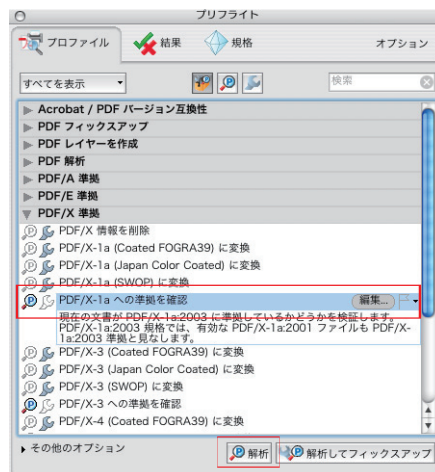 プリフライト
プロファイル 結果 規格 オプション
すべてを表示 検索
Acrobat / PDF バージョン互換性
PDF フィックスアップ
PDF レイヤーを作成
PDF 解析
PDF/A 準拠
PDF/E 準拠
PDF/X 準拠
PDF/X 情報を削除
PDF/X-1a (Coated FOGRA39) に変換
PDF/X-1a (Japan Color Coated) に変換
PDF/X-1a (SWOP) に変換
PDF/X-1a への準拠を確認 編集...
現在の文書が PDF/X-1a:2003 に準拠しているかどうかを検証します。
PDF/X-1a:2003 規格では、有効な PDF/X-1a:2001 ファイルも PDF/X-
1a:2003 準拠と見なします。
PDF/X-3 (Coated FOGRA39) に変換
PDF/X-3 (Japan Color Coated) に変換
PDF/X-3 (SWOP) に変換
PDF/X-3 への準拠を確認
PDF/X-4 (Coated FOGRA39) に変換
その他のオプション 解析 解析してフィックスアップ